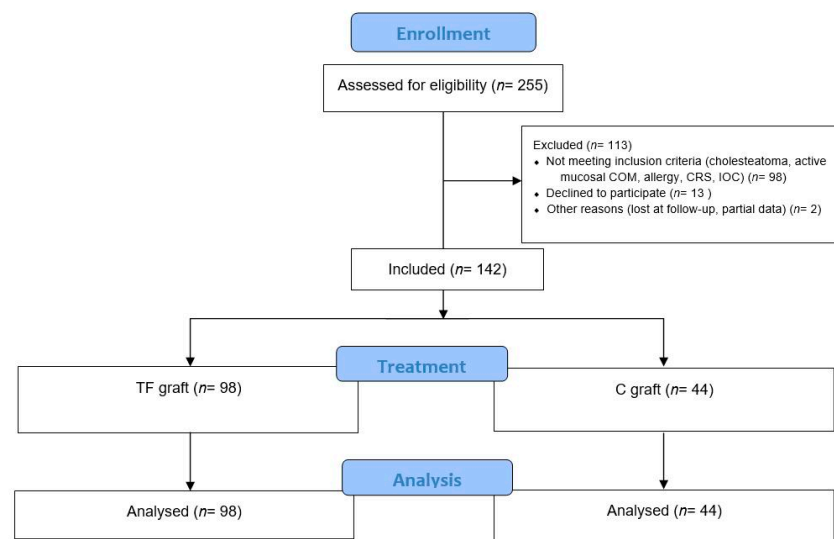 Enrollment
Assessed for eligibility (n= 255)
Excluded (n= 113)
⬥ Not meeting inclusion criteria (cholesteatoma, active
mucosal COM, allergy, CRS, IOC) (n= 98)
⬥ Declined to participate (n= 13 )
⬥ Other reasons (lost at follow-up, partial data) (n= 2)
Included (n= 142)
Treatment
TF graft (n= 98)
C graft (n= 44)
Analysis
Analysed (n= 98)
Analysed (n= 44)